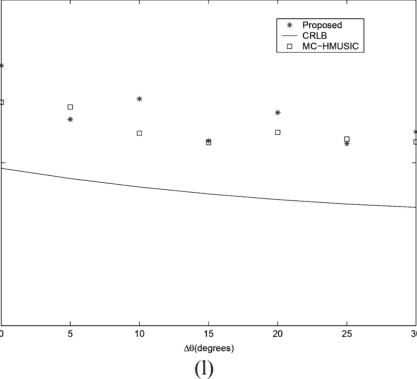 Proposed
CRLB
MC−HMUSIC
0 5 10 15 20 25 30
Δθ(degrees)
(l)